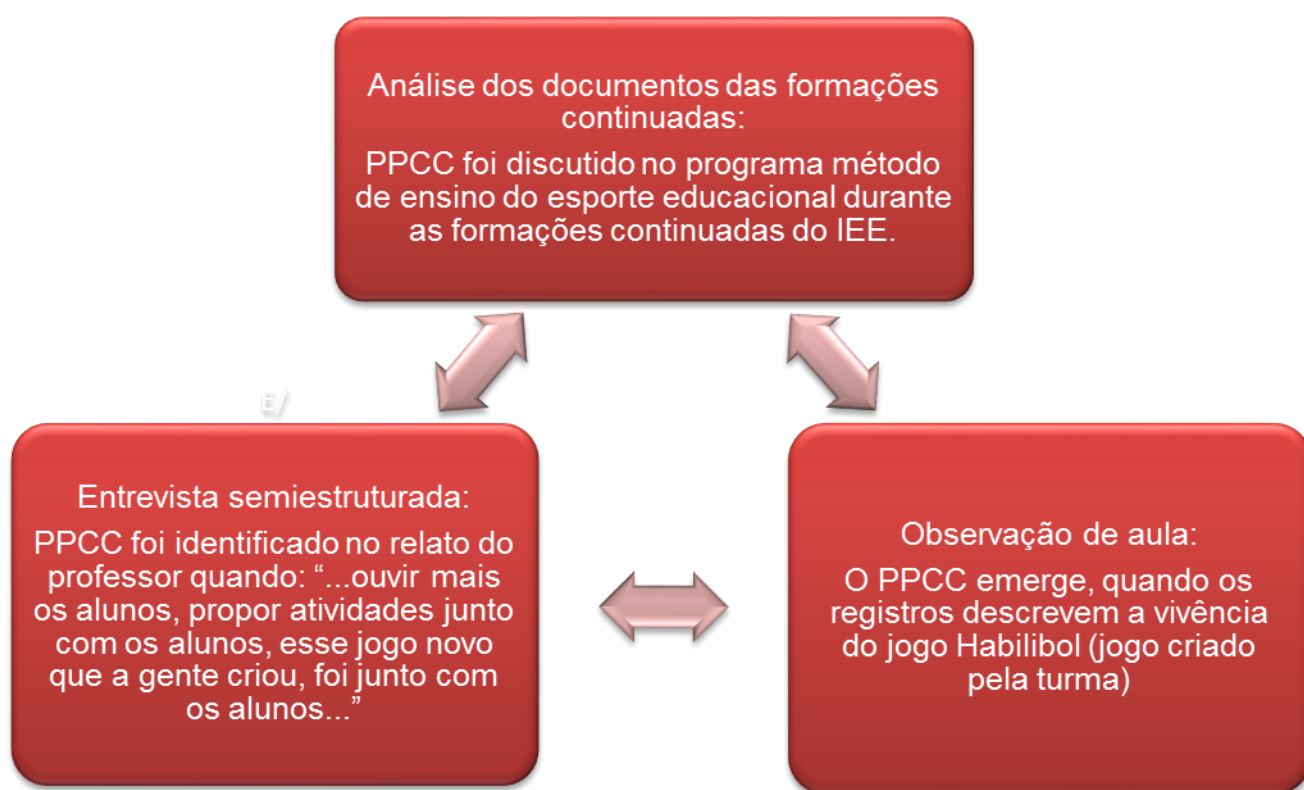 Análise dos documentos das formações
continuadas:
PPCC foi discutido no programa método
de ensino do esporte educacional durante
as formações continuadas do IEE.
E/
Entrevista semiestruturada:
PPCC foi identificado no relato do
professor quando: “...ouvir mais
os alunos, propor atividades junto
com os alunos, esse jogo novo
que a gente criou, foi junto com
os alunos...”
Observação de aula:
O PPCC emerge, quando os
registros descrevem a vivência
do jogo Habilibol (jogo criado
pela turma)